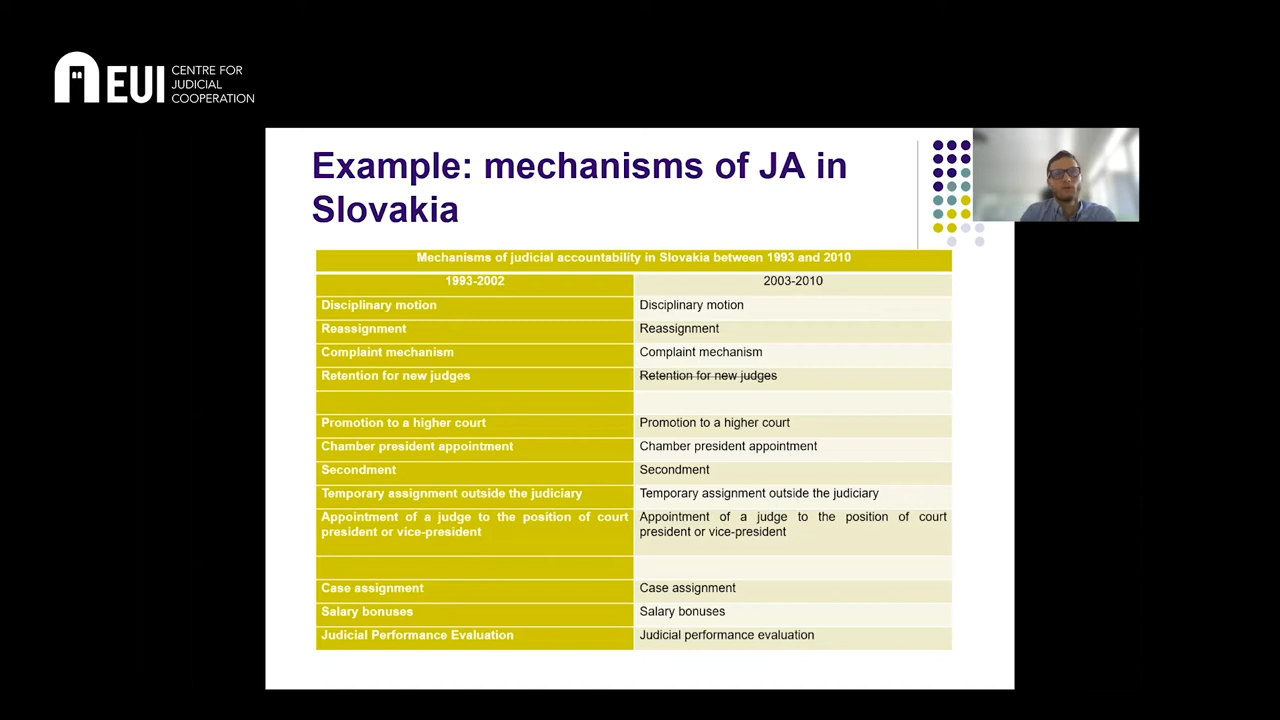 EUI
CENTRE FOR
JUDICIAL
COOPERATION
Example: mechanisms of JA in
Slovakia
Mechanisms of judicial accountability in Slovakia between 1993 and 2010
1993-2002
2003-2010
Disciplinary motion
Disciplinary motion
Reassignment
Reassignment
Complaint mechanism
Complaint mechanism
Retention for new judges
Retention for new judges
Promotion to a higher court
Promotion to a higher court
Chamber president appointment
Chamber president appointment
Secondment
Secondment
Temporary assignment outside the judiciary
Temporary assignment outside the judiciary
Appointment of a judge to the position of court
president or vice-president
Appointment of a judge to the position of court
president or vice-president
Case assignment
Case assignment
Salary bonuses
Salary bonuses
Judicial Performance Evaluation
Judicial performance evaluation